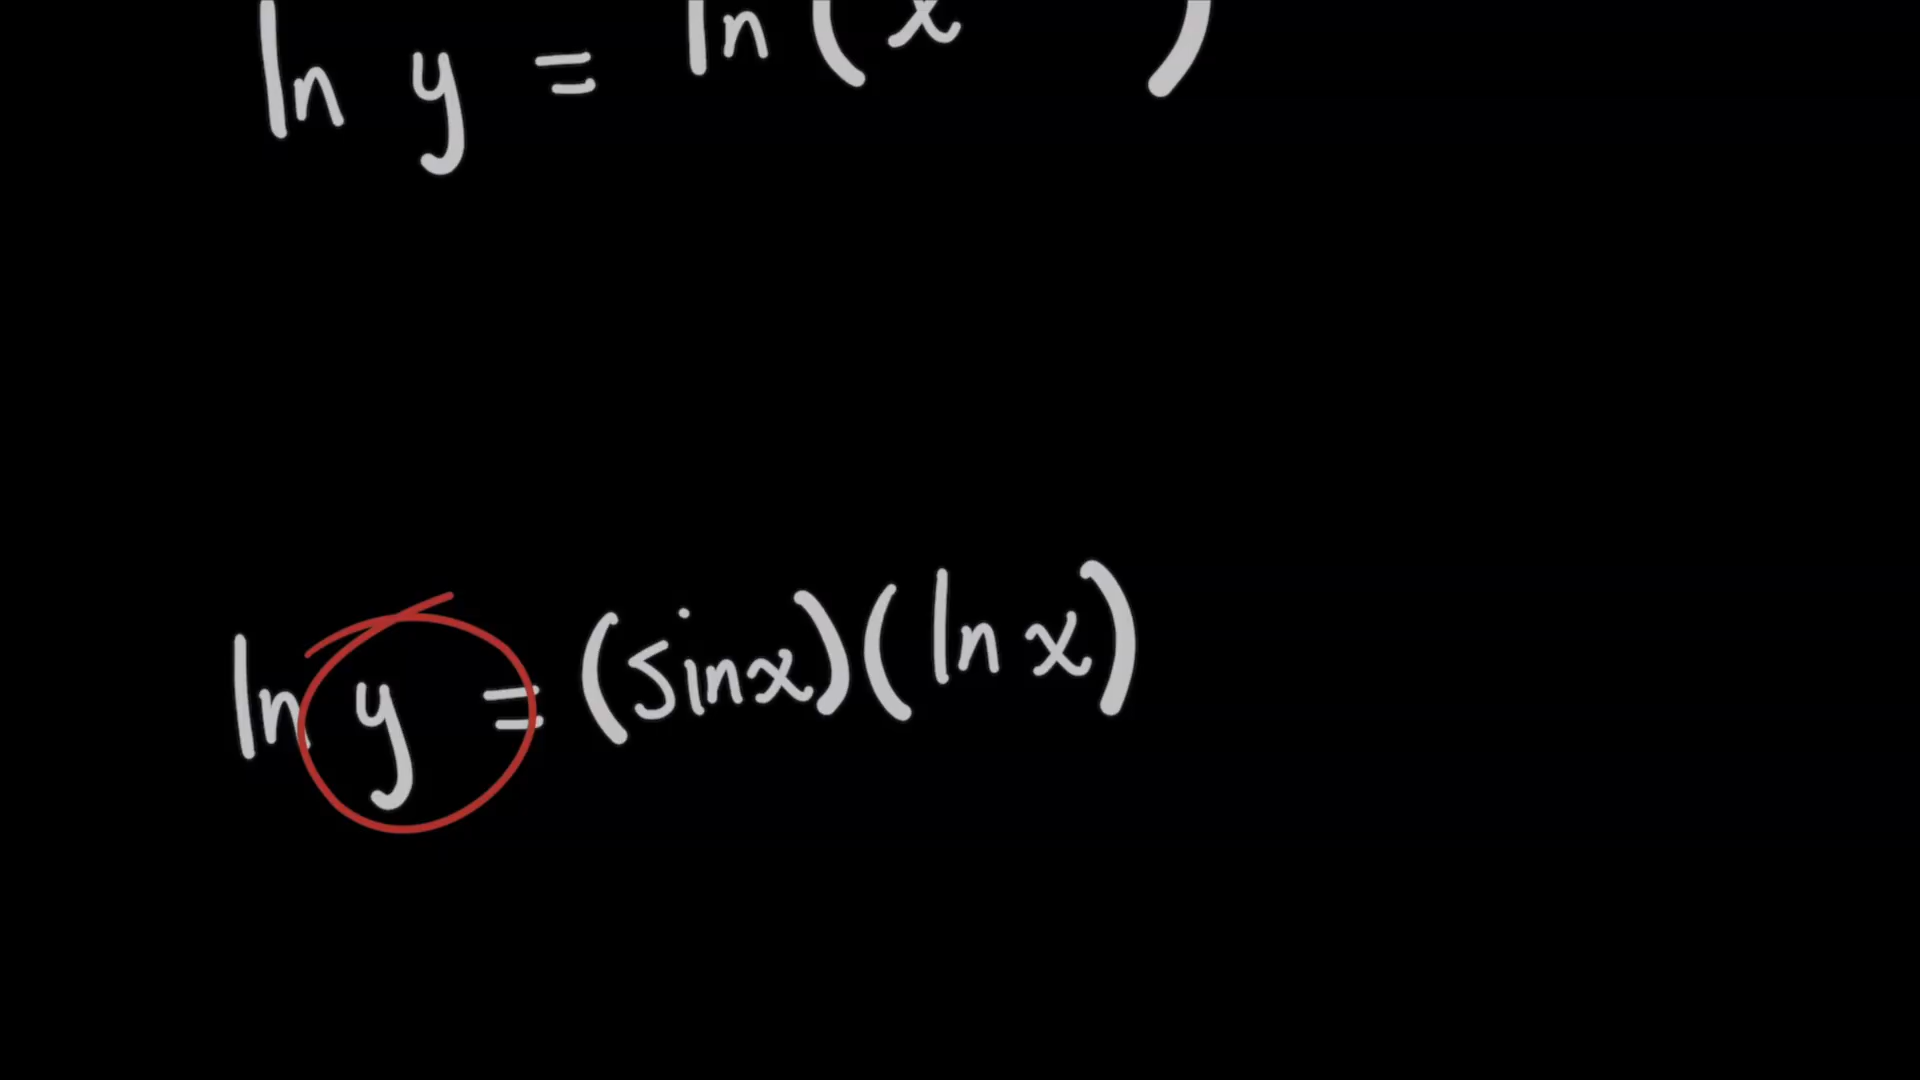 ln y = ln(x )
ln y = (sinx)(ln x)